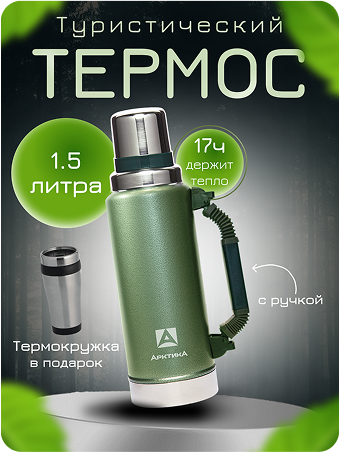 Туристический
ТЕРМОС
1.5
литра
17ч
держит
тепло
с ручкой
Термокружка
в подарок
АРКТИКА